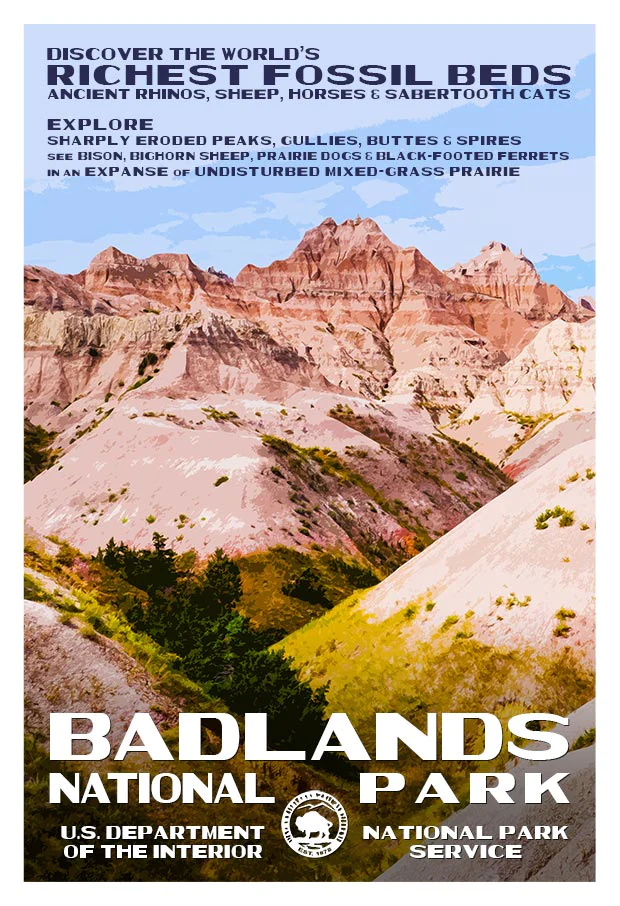 DISCOVER THE WORLD'S
RICHEST FOSSIL BEDS
ANCIENT RHINOS, SHEEP, HORSES & SABERTOOTH CATS
EXPLORE
SHARPLY ERODED PEAKS, GULLIES, BUTTES & SPIRES
SEE BISON, BIGHORN SHEEP, PRAIRIE DOGS & BLACK-FOOTED FERRETS
IN AN EXPANSE OF UNDISTURBED MIXED-GRASS PRAIRIE
BADLANDS
NATIONAL PARK
U.S. DEPARTMENT
OF THE INTERIOR
EST. 1978
NATIONAL PARK
SERVICE